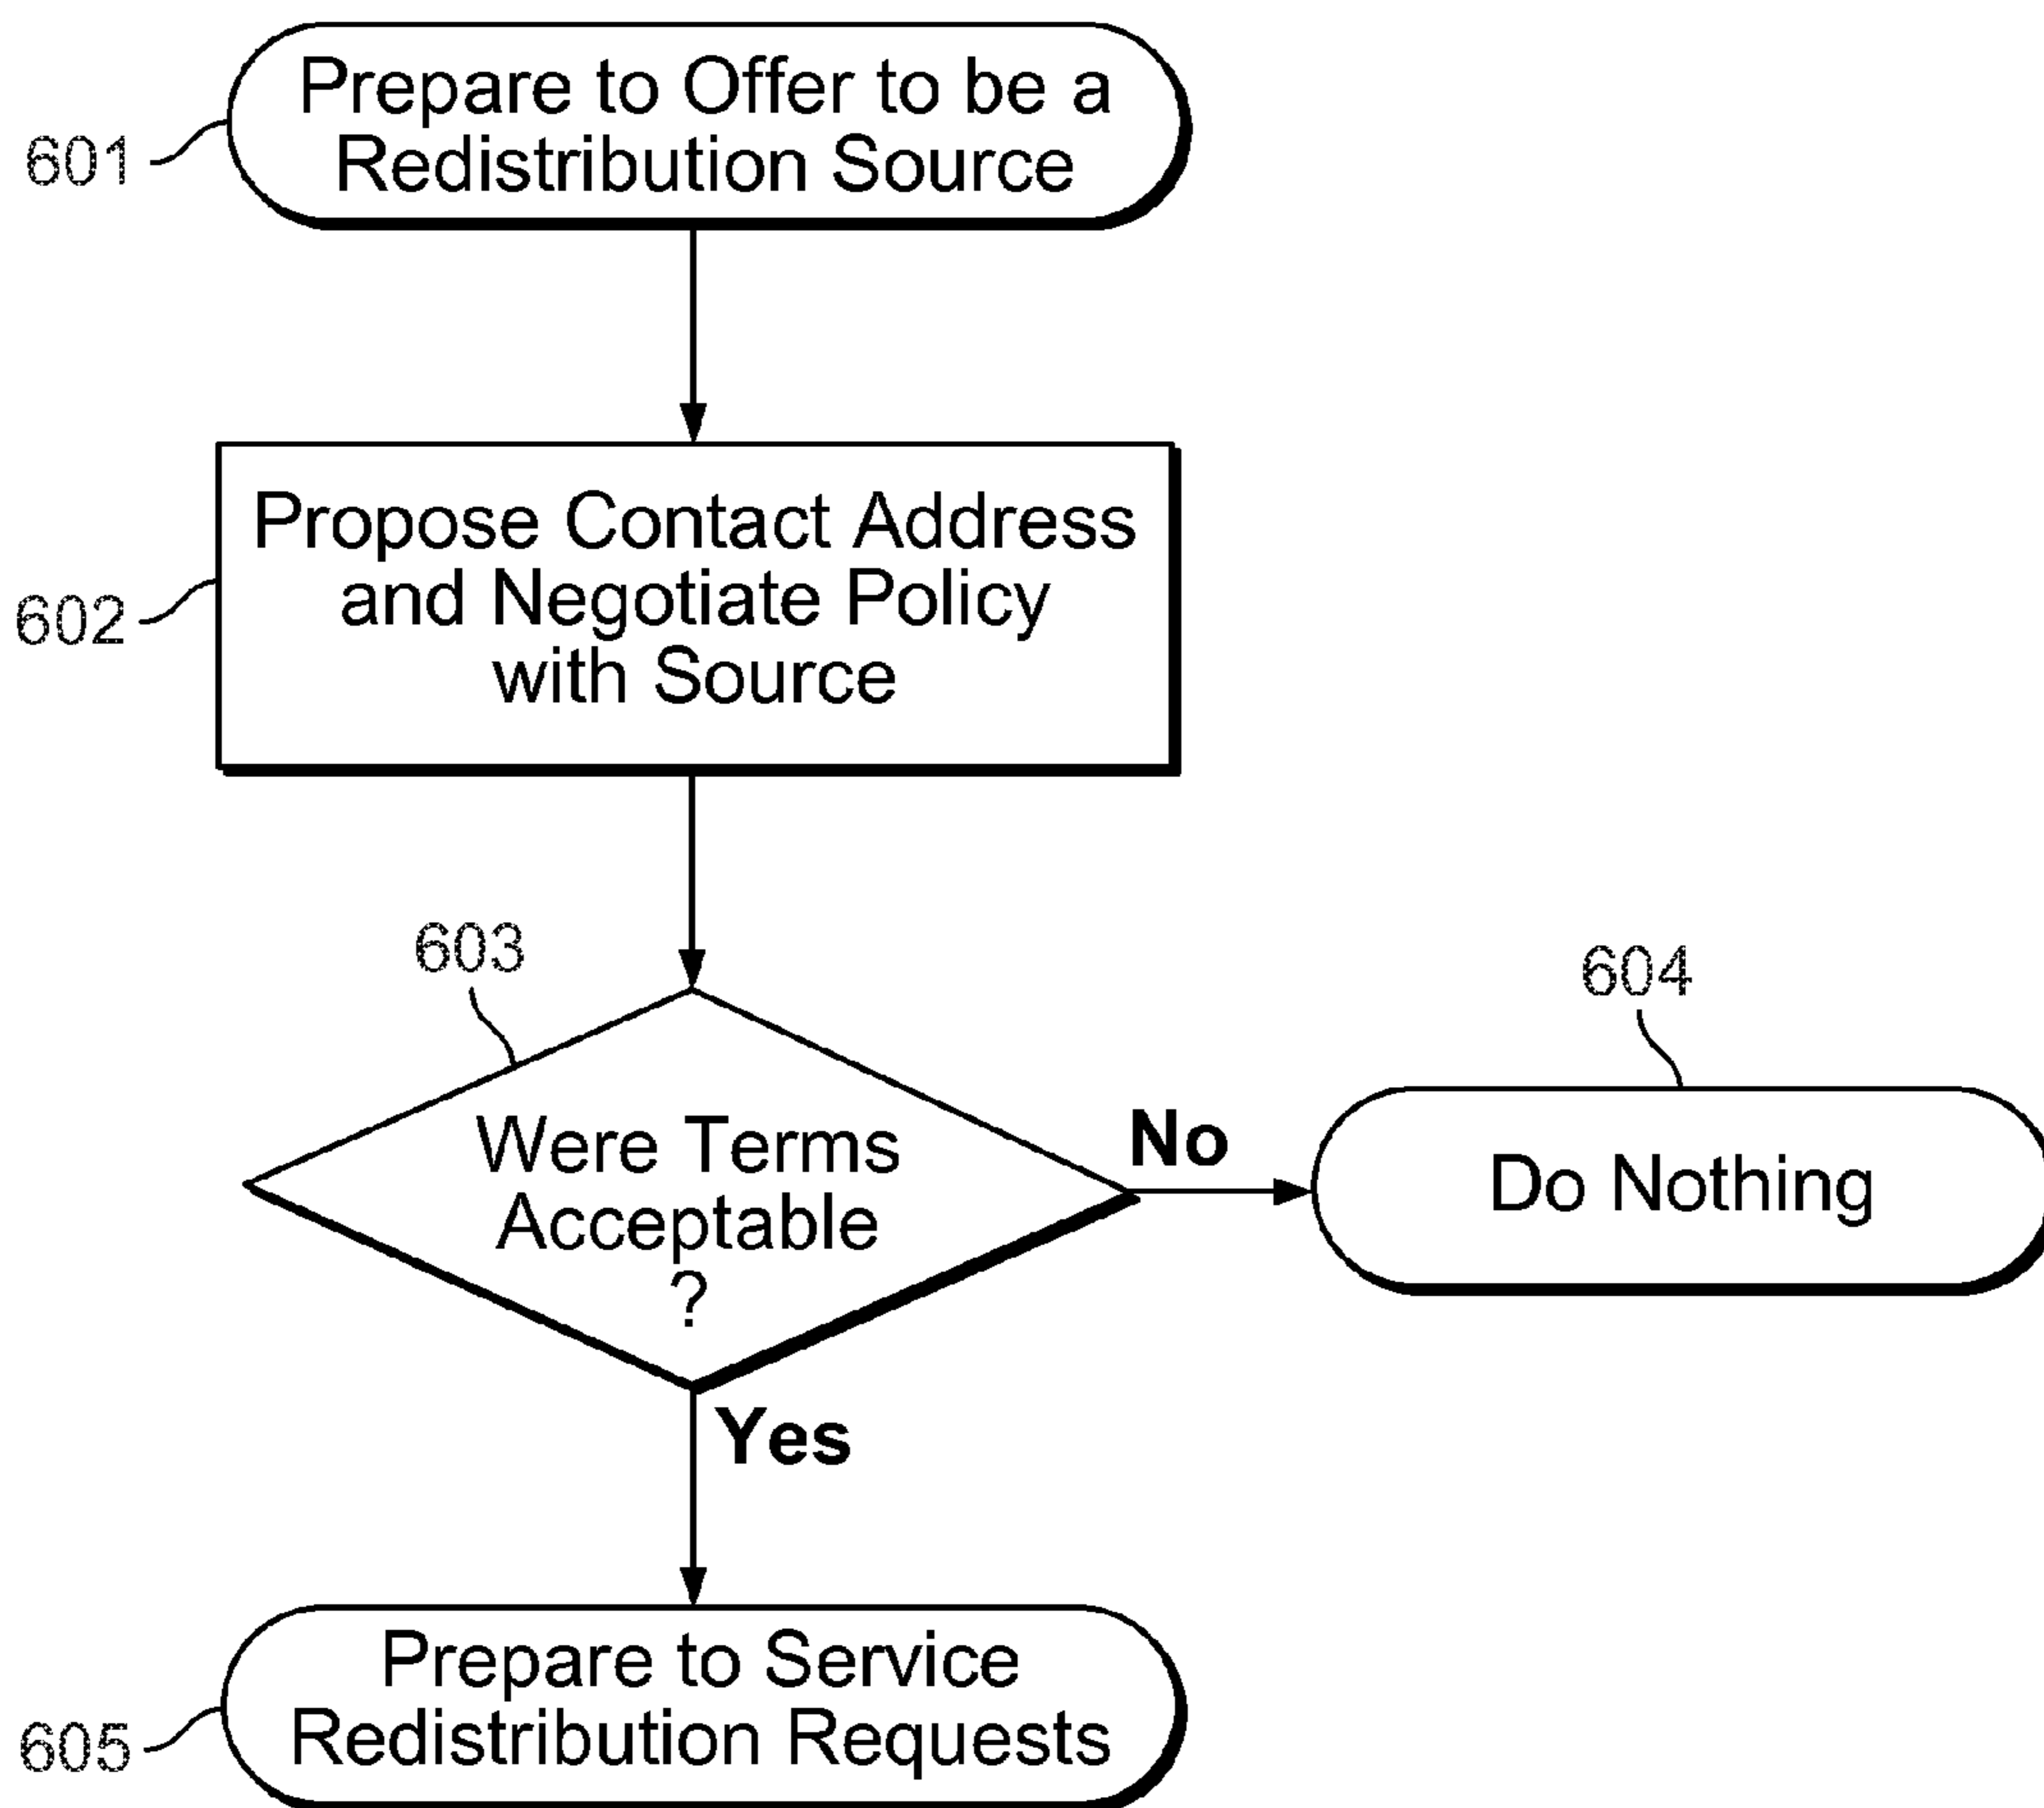 Prepare to Offer to be a
Redistribution Source
601
Propose Contact Address
and Negotiate Policy
with Source
602
603
Were Terms
Acceptable
?
No
604
Do Nothing
Yes
Prepare to Service
Redistribution Requests
605